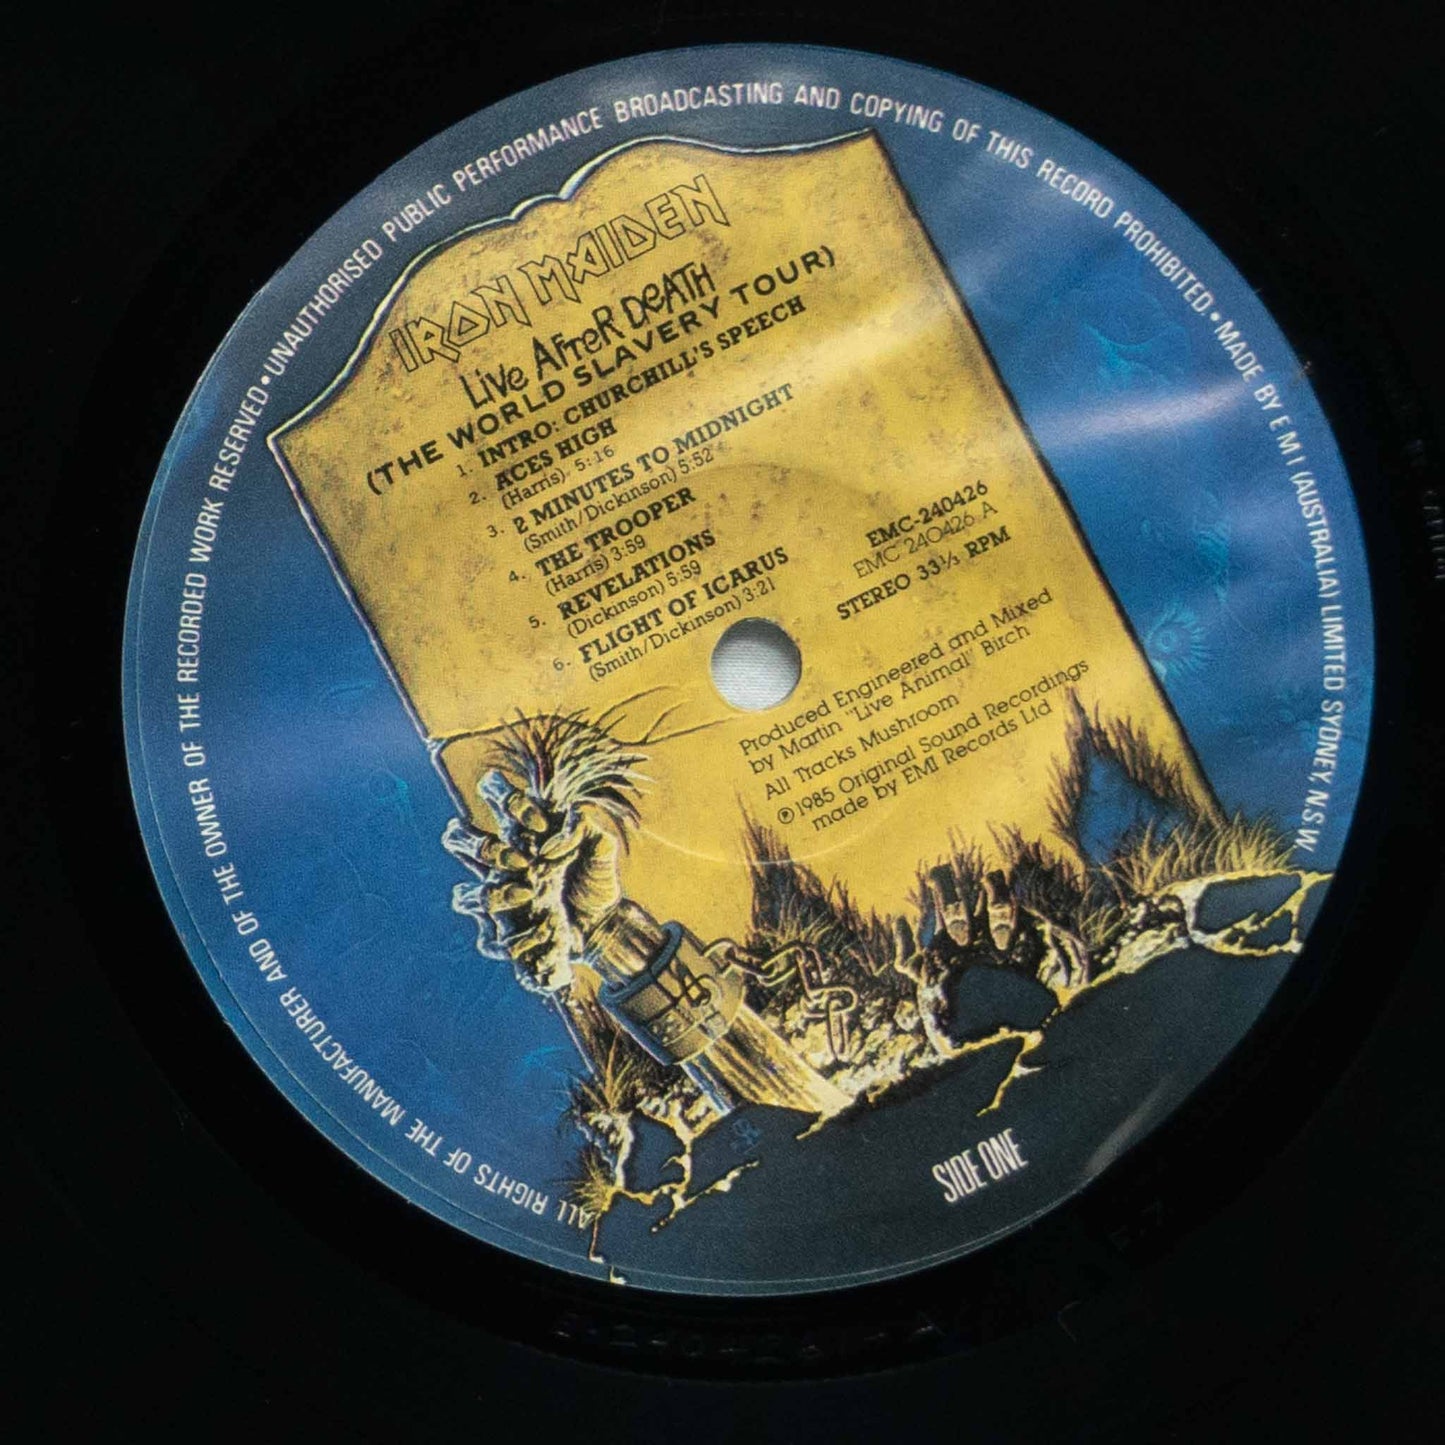 ALL RIGHTS OF THE MANUFACTURER AND OF THE OWNER OF THE RECORDED WORK RESERVED • UNAUTHORISED PUBLIC PERFORMANCE BROADCASTING AND COPYING OF THIS RECORD PROHIBITED. • MADE BY E M I (AUSTRALIA) LIMITED SYDNEY, N.S.W.
IRON MAIDEN
Live After Death
(THE WORLD SLAVERY TOUR)
1. INTRO: CHURCHILL'S SPEECH
2. ACES HIGH
(Harris). 5:16
3. 2 MINUTES TO MIDNIGHT
(Smith/Dickinson) 5:52
4. THE TROOPER
(Harris) 3:59
5. REVELATIONS
(Dickinson) 5:59
6. FLIGHT OF ICARUS
(Smith/Dickinson) 3:21
EMC-240426
EMC 240426 A
STEREO 33⅓ RPM
Produced Engineered and Mixed
by Martin "Live Animal" Birch
All Tracks Mushroom
℗1985 Original Sound Recordings
made by EMI Records Ltd
SIDE ONE